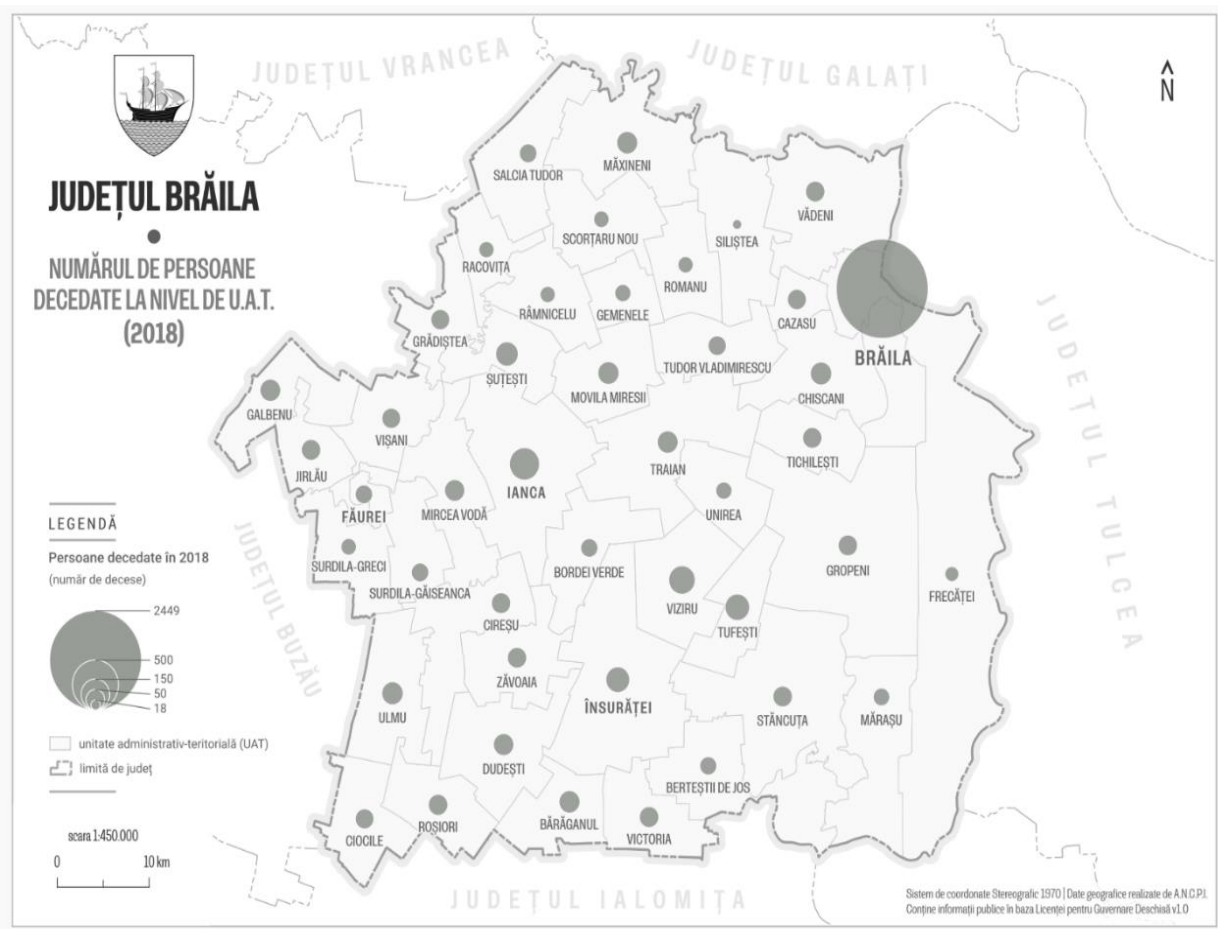 JUDEȚUL VRANCEA
JUDEȚUL GALAȚI
N
JUDEȚUL BRĂILA
NUMĂRUL DE PERSOANE
DECEDATE LA NIVEL DE U.A.T.
(2018)
SALCIA TUDOR
MĂXINENI
VĂDENI
SCORȚARU NOU
SILIȘTEA
RACOVIȚA
ROMANU
RÂMNICELU
GEMENELE
CAZASU
GRĂDIȘTEA
BRĂILA
ȘUȚEȘTI
TUDOR VLADIMIRESCU
MOVILA MIRESII
CHISCANI
GALBENU
VIȘANI
JIRLĂU
IANCA
TRAIAN
TICHILEȘTI
FĂUREI
MIRCEA VODĂ
UNIREA
SURDILA-GRECI
BORDEI VERDE
GROPENI
SURDILA-GĂISEANCA
FRECĂȚEI
CIREȘU
VIZIRU
TUFEȘTI
ZĂVOAIA
ULMU
ÎNSURĂȚEI
STĂNCUȚA
MĂRAȘU
DUDEȘTI
BERTEȘTII DE JOS
CIOCILE
ROȘIORI
BĂRĂGANUL
VICTORIA
JUDEȚUL TULCEA
JUDEȚUL BUZĂU
JUDEȚUL IALOMIȚA
LEGENDĂ
Persoane decedate în 2018
(număr de decese)
2449
500
150
50
18
unitate administrativ-teritorială (UAT)
limită de județ
scara 1:450.000
0 10 km
Sistem de coordonate Stereografic 1970 | Date geografice realizate de A.N.C.P.I.
Conține informații publice în baza Licenței pentru Guvernare Deschisă v1.0